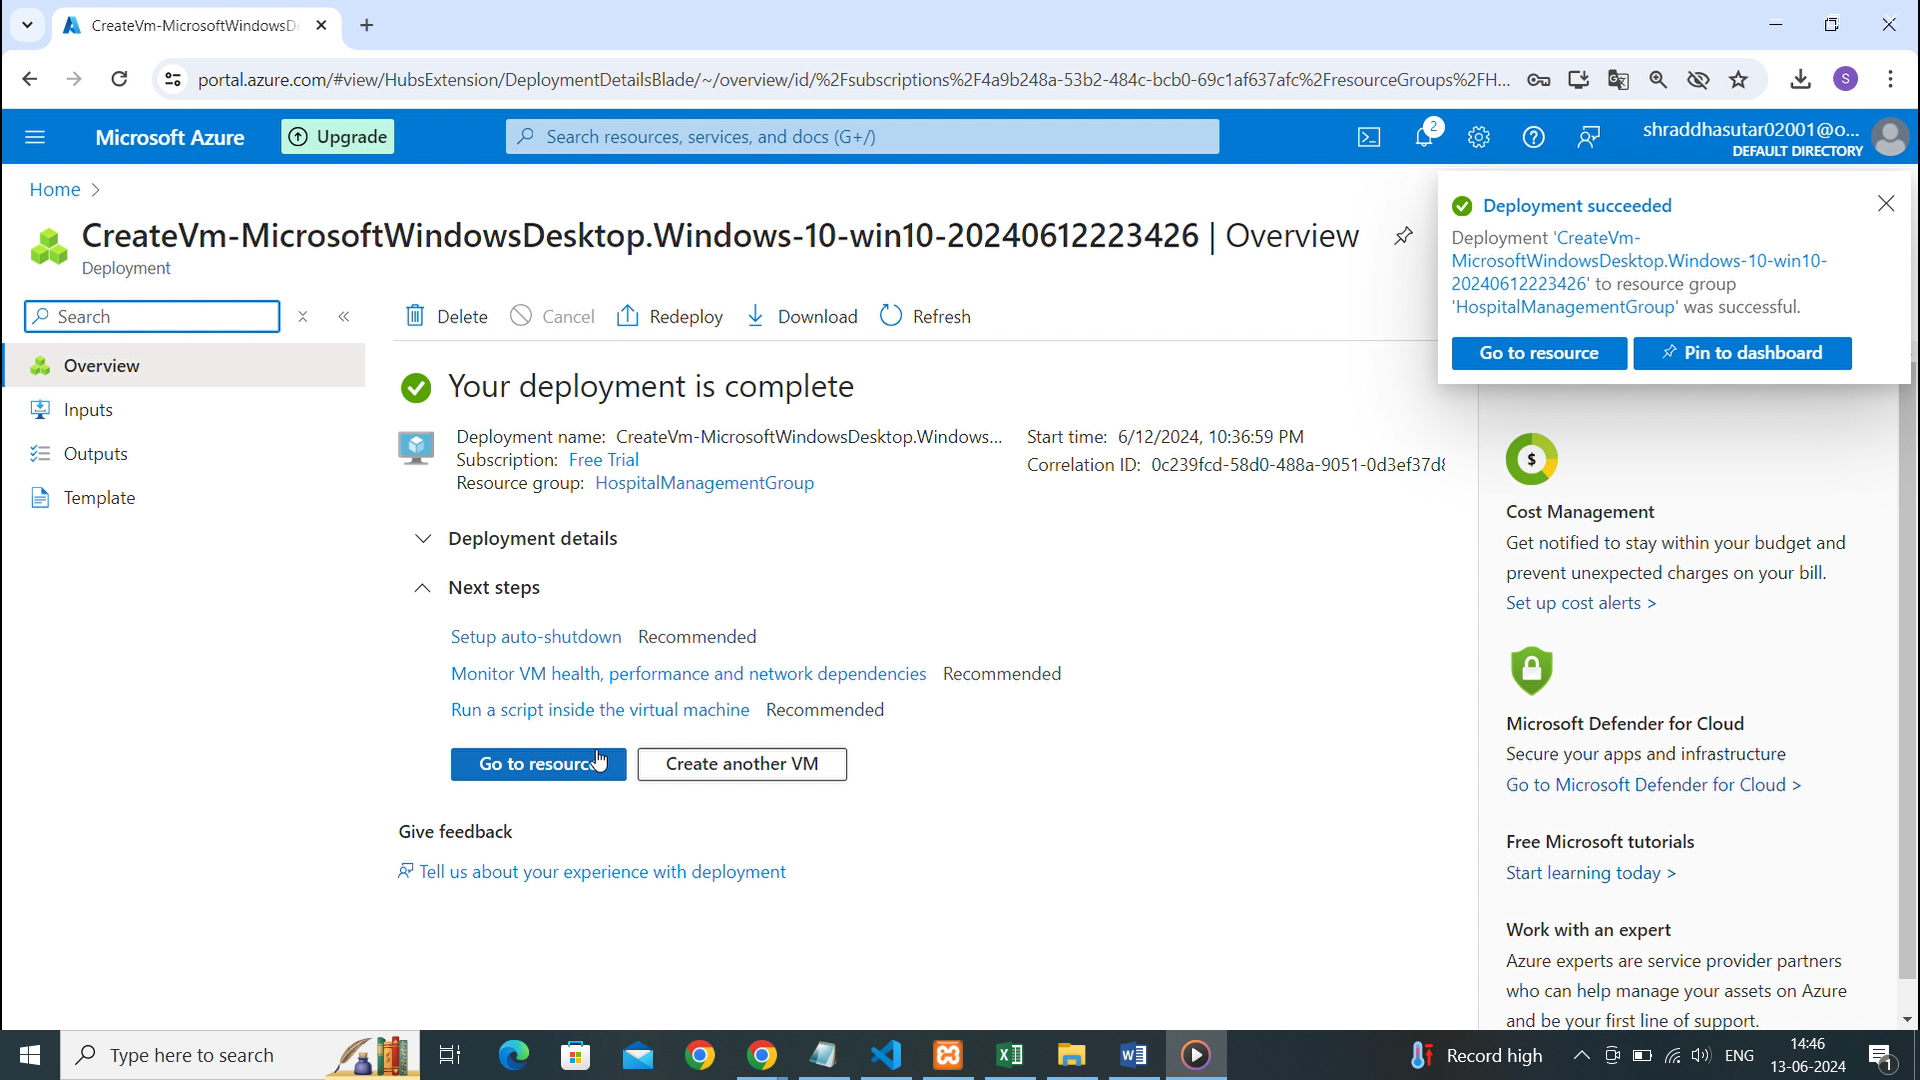 CreateVm-MicrosoftWindowsD
portal.azure.com/#view/HubsExtension/DeploymentDetailsBlade/~/overview/id/%2Fsubscriptions%2F4a9b248a-53b2-484c-bcb0-69c1af637afc%2FresourceGroups%2FH...
S
Microsoft Azure
Upgrade
Search resources, services, and docs (G+/)
2
shraddhasutar02001@o...
DEFAULT DIRECTORY
Home >
CreateVm-MicrosoftWindowsDesktop.Windows-10-win10-20240612223426 | Overview
Deployment
Deployment succeeded
Deployment 'CreateVm-
MicrosoftWindowsDesktop.Windows-10-win10-
20240612223426' to resource group
'HospitalManagementGroup' was successful.
Go to resource
Pin to dashboard
Search
Delete
Cancel
Redeploy
Download
Refresh
Overview
Inputs
Outputs
Template
Your deployment is complete
Deployment name: CreateVm-MicrosoftWindowsDesktop.Windows...
Subscription: Free Trial
Resource group: HospitalManagementGroup
Start time: 6/12/2024, 10:36:59 PM
Correlation ID: 0c239fcd-58d0-488a-9051-0d3ef37d
Deployment details
Next steps
Setup auto-shutdown Recommended
Monitor VM health, performance and network dependencies Recommended
Run a script inside the virtual machine Recommended
Go to resource
Create another VM
Give feedback
Tell us about your experience with deployment
$
Cost Management
Get notified to stay within your budget and
prevent unexpected charges on your bill.
Set up cost alerts >
Microsoft Defender for Cloud
Secure your apps and infrastructure
Go to Microsoft Defender for Cloud >
Free Microsoft tutorials
Start learning today >
Work with an expert
Azure experts are service provider partners
who can help manage your assets on Azure
and be your first line of support.
Type here to search
Record high
ENG
14:46
13-06-2024
1